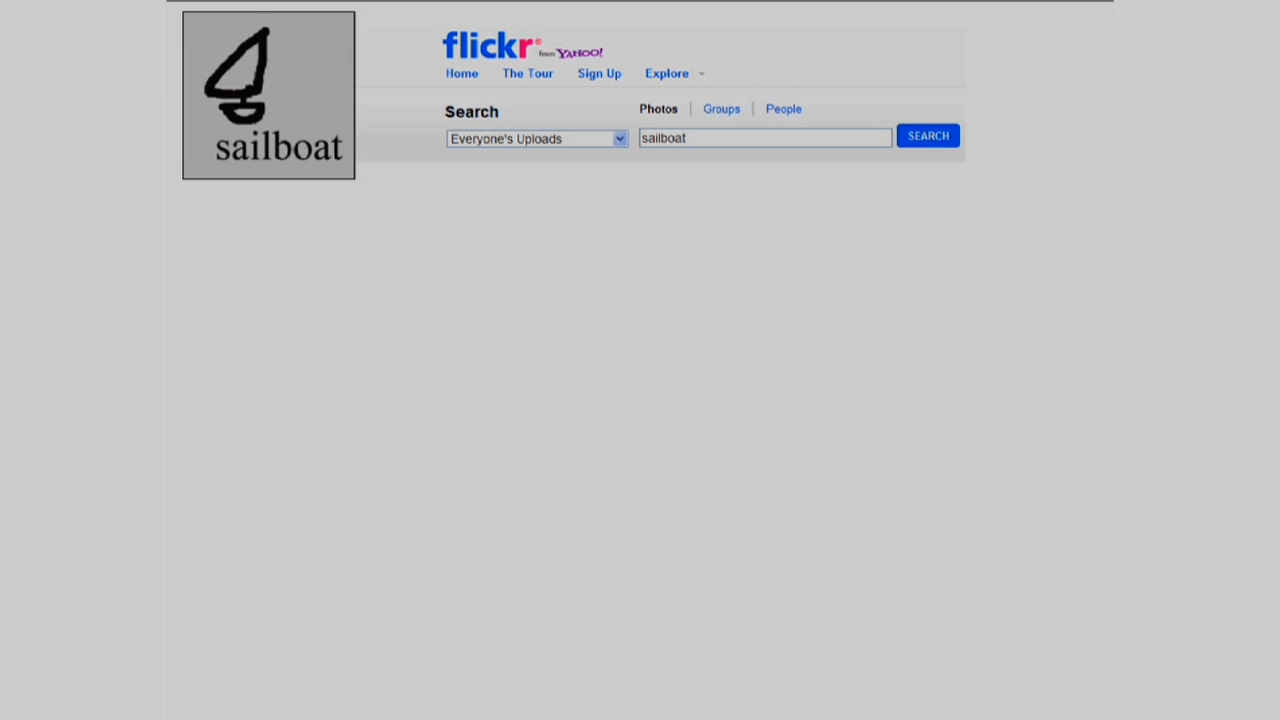 sailboat
flickr from YAHOO!
Home The Tour Sign Up Explore
Search Photos Groups People
Everyone's Uploads sailboat SEARCH